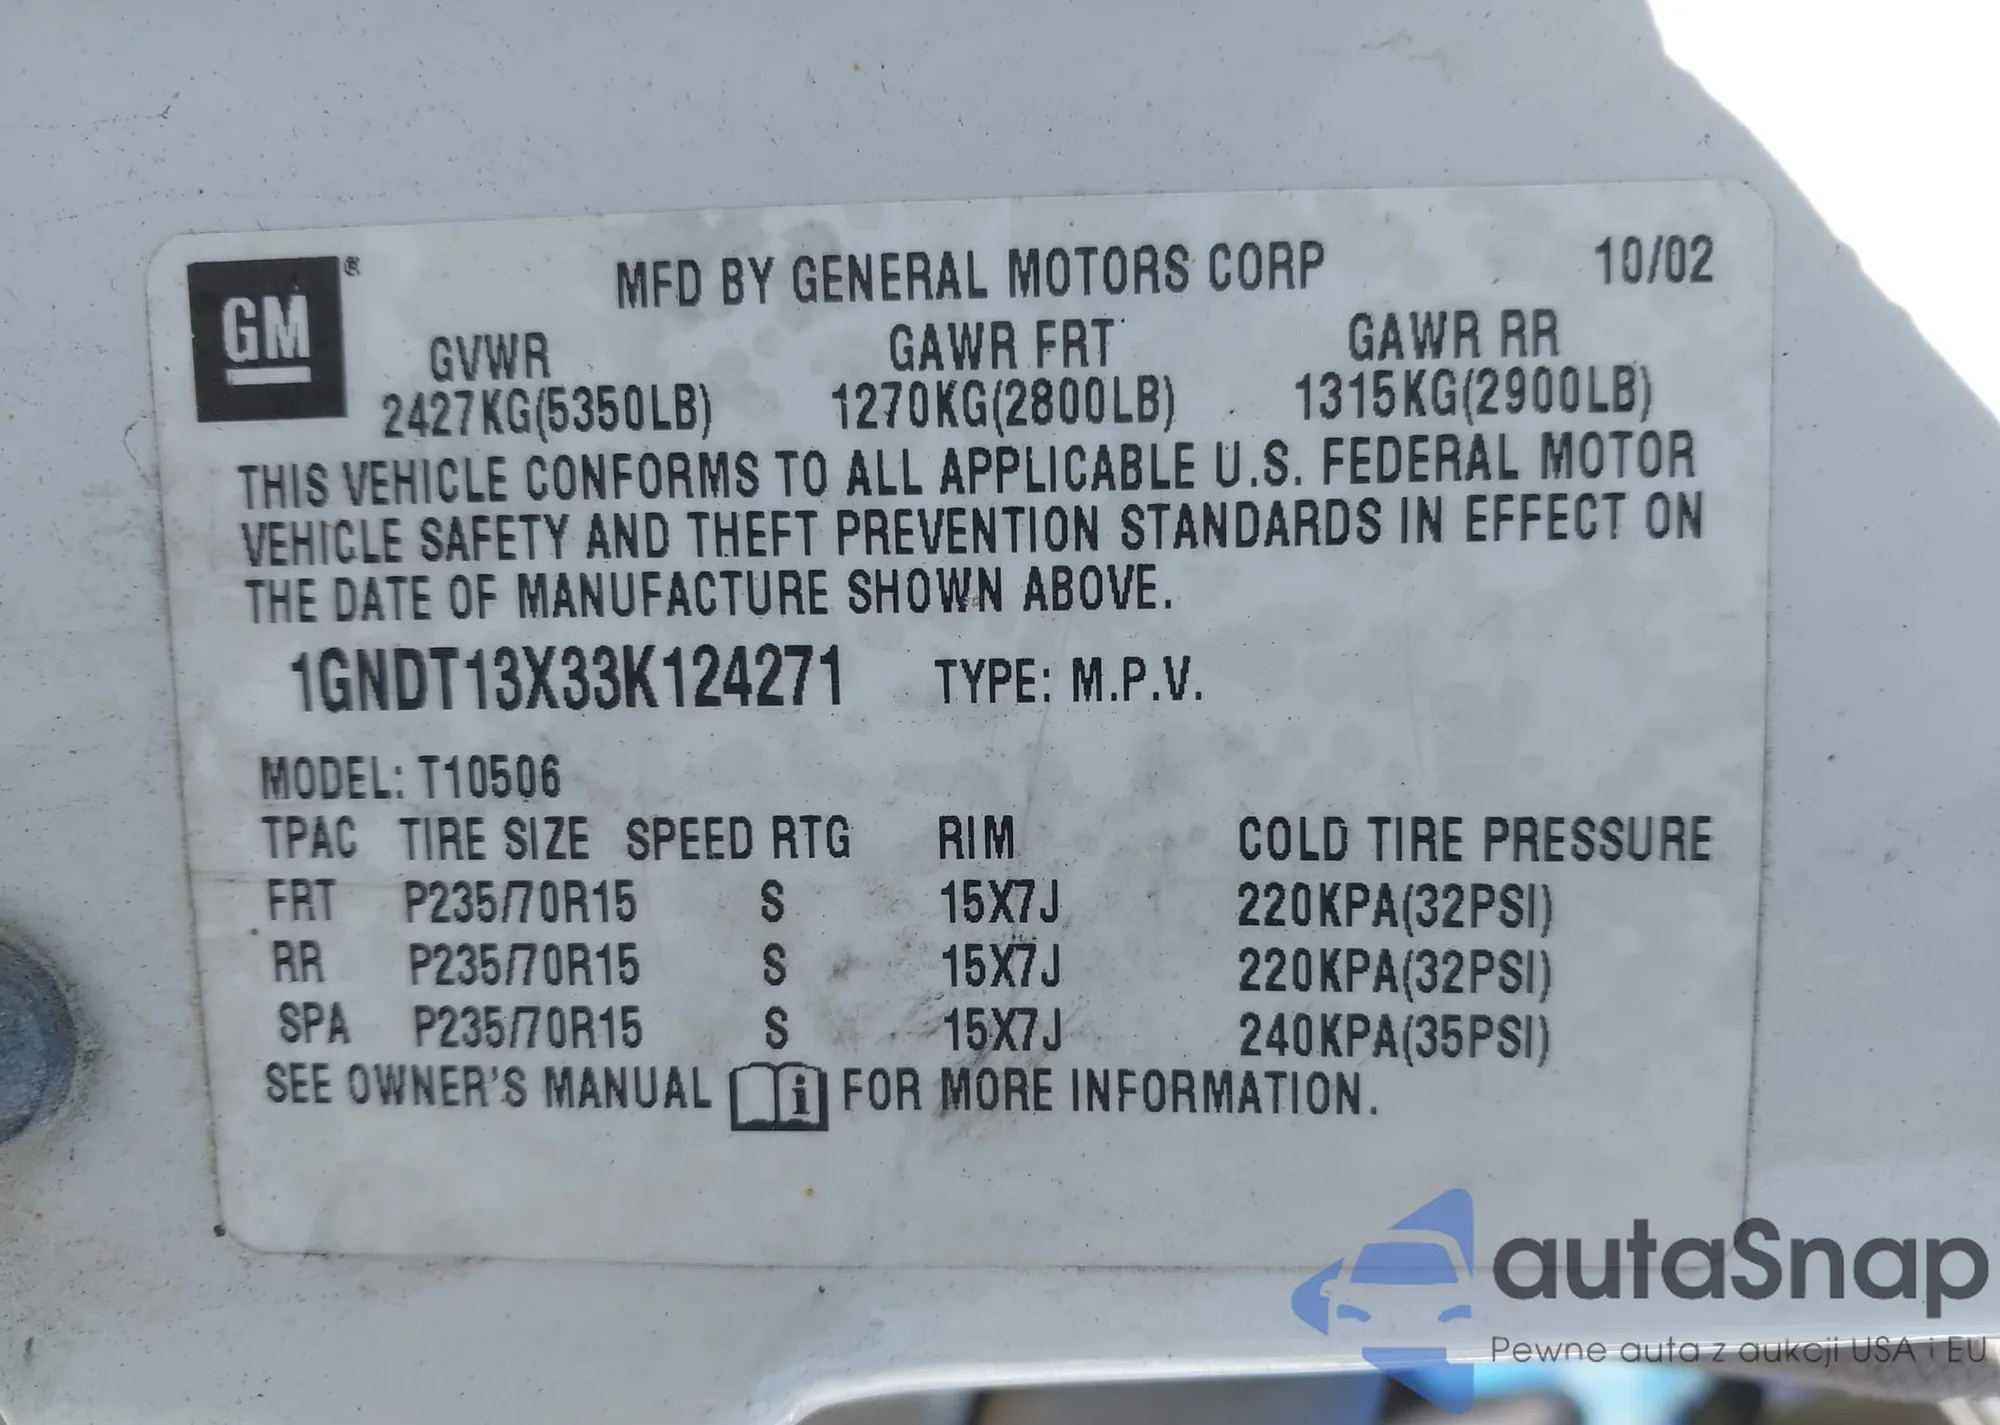 GM ®
MFD BY GENERAL MOTORS CORP 10/02
GVWR GAWR FRT GAWR RR
2427KG(5350LB) 1270KG(2800LB) 1315KG(2900LB)
THIS VEHICLE CONFORMS TO ALL APPLICABLE U.S. FEDERAL MOTOR
VEHICLE SAFETY AND THEFT PREVENTION STANDARDS IN EFFECT ON
THE DATE OF MANUFACTURE SHOWN ABOVE.
1GNDT13X33K124271 TYPE: M.P.V.
MODEL: T10506
TPAC TIRE SIZE SPEED RTG RIM COLD TIRE PRESSURE
FRT P235/70R15 S 15X7J 220KPA(32PSI)
RR P235/70R15 S 15X7J 220KPA(32PSI)
SPA P235/70R15 S 15X7J 240KPA(35PSI)
SEE OWNER'S MANUAL i FOR MORE INFORMATION.
autaSnap
Pewne auta z aukcji USA i EU